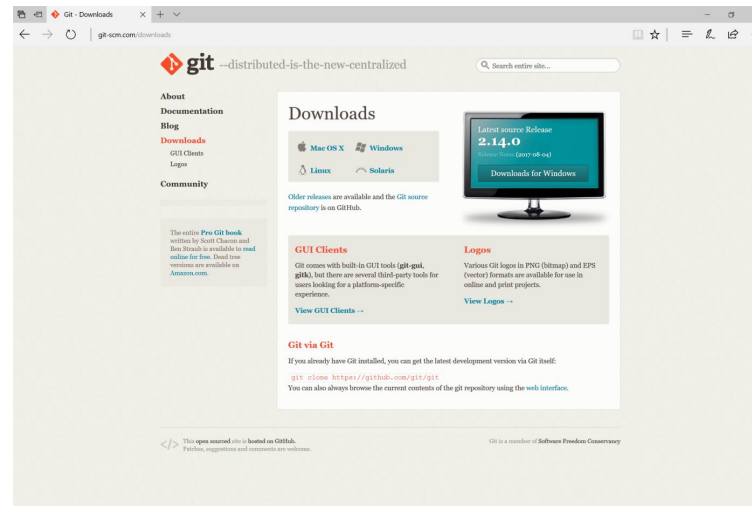 Git - Downloads
git-scm.com/downloads
git --distributed-is-the-new-centralized
Search entire site...
About
Documentation
Blog
Downloads
GUI Clients
Logos
Community
The entire Pro Git book
written by Scott Chacon and
Ben Straub is available to read
online for free. Dead tree
versions are available on
Amazon.com.
Downloads
Mac OS X
Windows
Linux
Solaris
Older releases are available and the Git source
repository is on GitHub.
Latest source Release
2.14.0
Release Notes (2017-08-04)
Downloads for Windows
GUI Clients
Git comes with built-in GUI tools (git-gui,
gitk), but there are several third-party tools for
users looking for a platform-specific
experience.
View GUI Clients →
Logos
Various Git logos in PNG (bitmap) and EPS
(vector) formats are available for use in
online and print projects.
View Logos →
Git via Git
If you already have Git installed, you can get the latest development version via Git itself:
git clone https://github.com/git/git
You can also always browse the current contents of the git repository using the web interface.
</> This open sourced site is hosted on GitHub.
Patches, suggestions and comments are welcome.
Git is a member of Software Freedom Conservancy